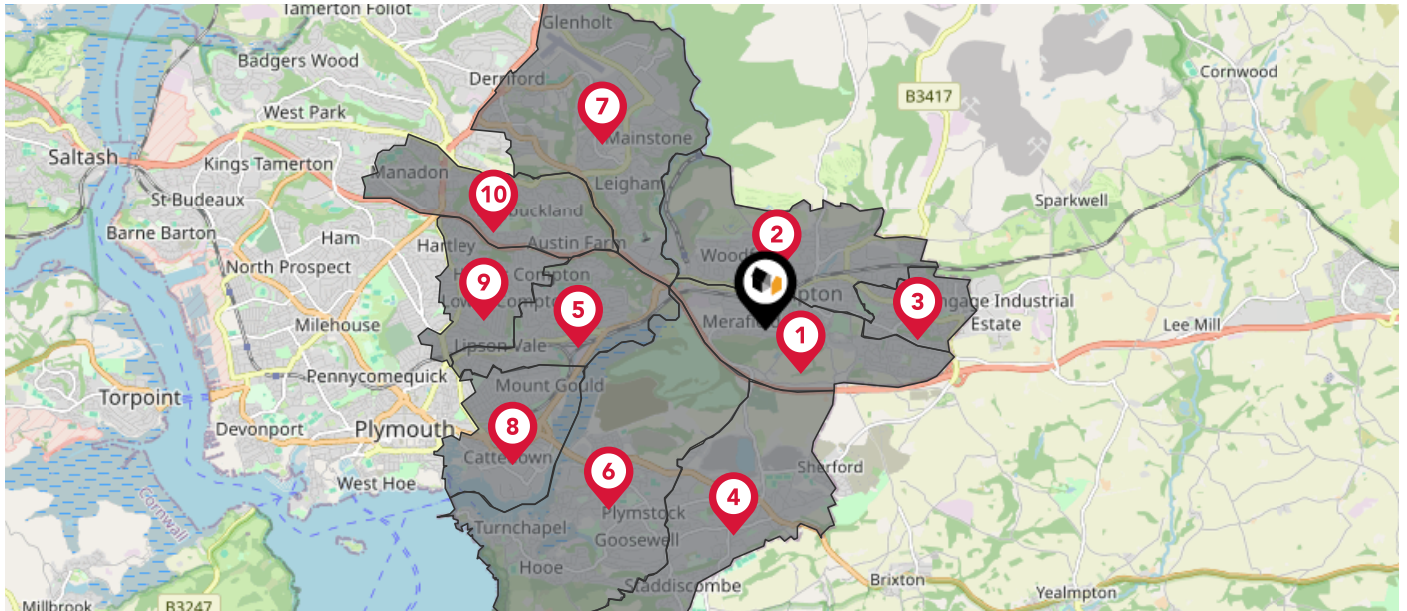 Tamerton Foliot
Glenholt
Badgers Wood
Derriford
Cornwood
B3417
7
West Park
Mainstone
Saltash
Kings Tamerton
Manadon
Leigham
10
St Budeaux
Sparkwell
Barne Barton
Ham
Hartley
Austin Farm
2
North Prospect
9
Compton
5
3
Industrial
Estate
Milehouse
1
Lee Mill
Lipson Vale
Pennycomequick
Mount Gould
Torpoint
Devonport
Plymouth
8
6
Sherford
West Hoe
4
Cornwall
Plymstock
Turnchapel
Goosewell
Hooe
Staddiscombe
Brixton
Yealmpton
Millbrook
B3247